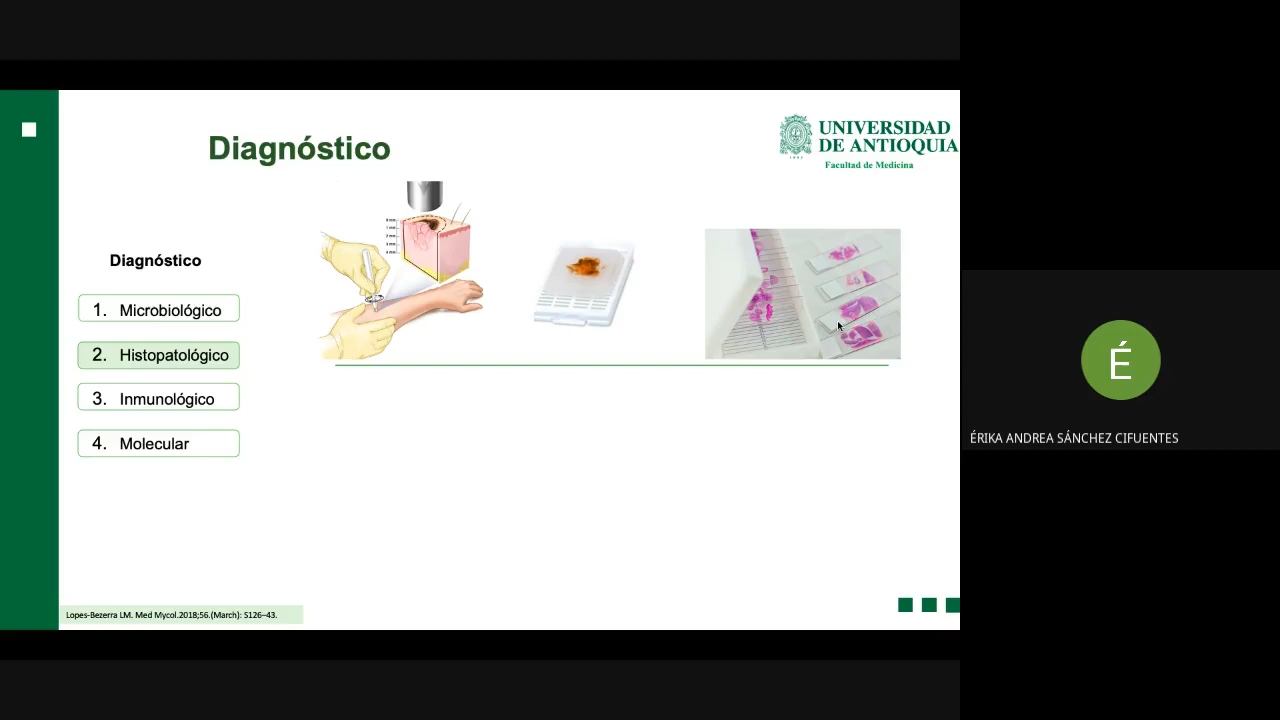 Diagnóstico
UNIVERSIDAD
DE ANTIOQUIA
1803
Facultad de Medicina
Diagnóstico
1. Microbiológico
2. Histopatológico
3. Inmunológico
4. Molecular
Lopes-Bezerra LM. Med Mycol.2018;56.(March): S126–43.
É
ÉRIKA ANDREA SÁNCHEZ CIFUENTES